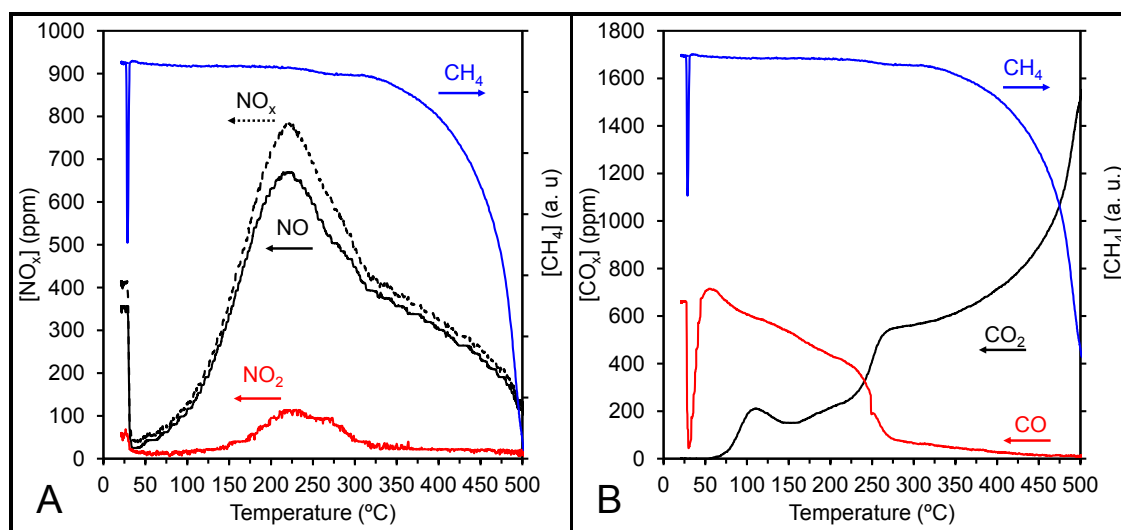 1000
900
800
700
600
500
400
300
200
100
0
[NOₓ] (ppm)
0 50 100 150 200 250 300 350 400 450 500
Temperature (ºC)
[CH₄] (a. u)
CH₄
NOₓ
NO
NO₂
A
1800
1600
1400
1200
1000
800
600
400
200
0
[COₓ] (ppm)
0 50 100 150 200 250 300 350 400 450 500
Temperature (ºC)
[CH₄] (a. u.)
CH₄
CO₂
CO
B